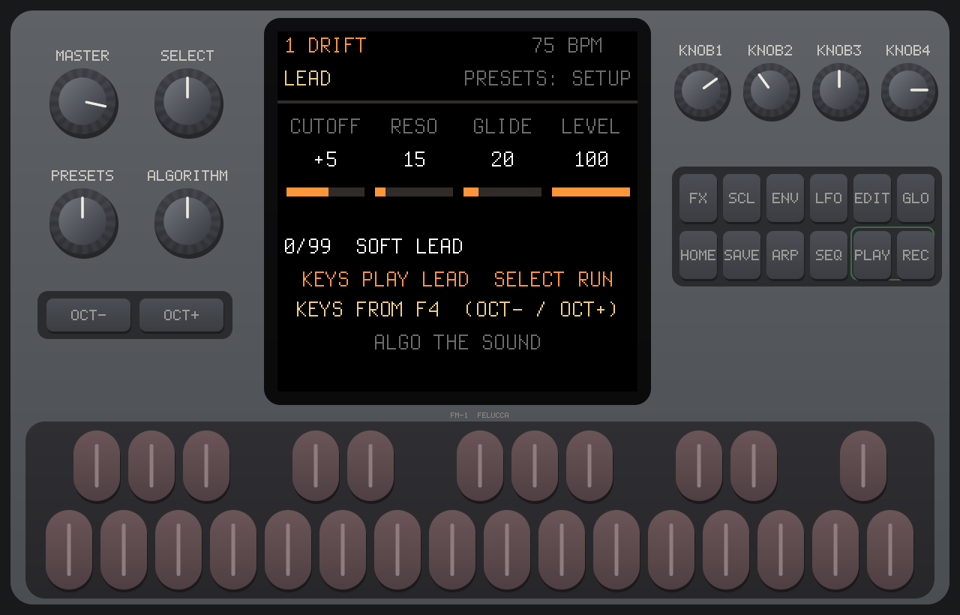 MASTER
SELECT
PRESETS
ALGORITHM
OCT-
OCT+
1 DRIFT
75 BPM
LEAD
PRESETS: SETUP
CUTOFF
RESO
GLIDE
LEVEL
+5
15
20
100
0/99 SOFT LEAD
KEYS PLAY LEAD SELECT RUN
KEYS FROM F4 (OCT- / OCT+)
ALGO THE SOUND
KNOB1
KNOB2
KNOB3
KNOB4
FX
SCL
ENV
LFO
EDIT
GLO
HOME
SAVE
ARP
SEQ
PLAY
REC
FM-1 FELUCCA